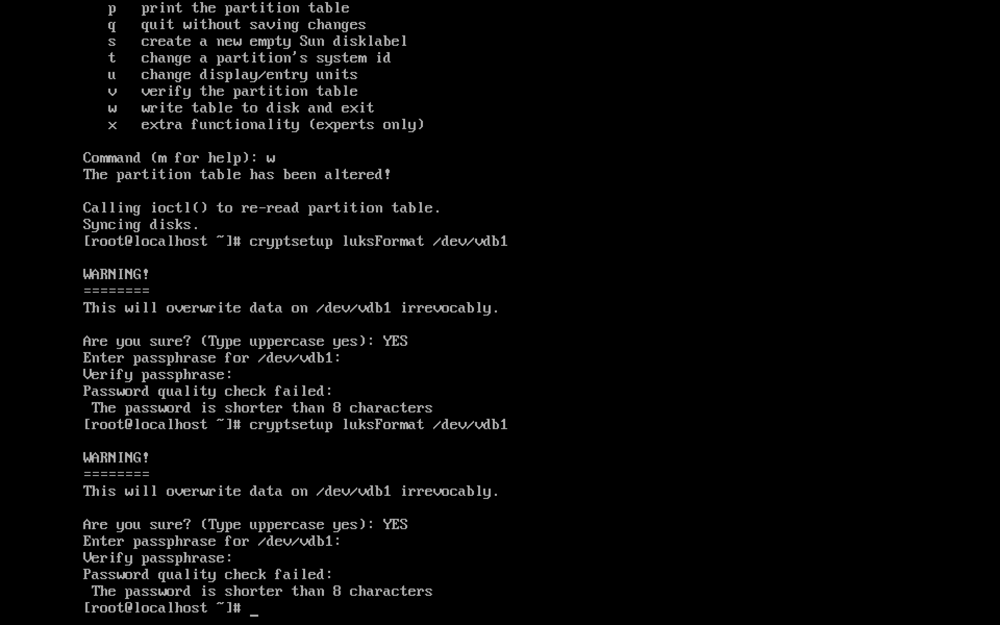 p   print the partition table
q   quit without saving changes
s   create a new empty Sun disklabel
t   change a partition's system id
u   change display/entry units
v   verify the partition table
w   write table to disk and exit
x   extra functionality (experts only)
Command (m for help): w
The partition table has been altered!
Calling ioctl() to re-read partition table.
Syncing disks.
[root@localhost ~]# cryptsetup luksFormat /dev/vdb1
WARNING!
========
This will overwrite data on /dev/vdb1 irrevocably.
Are you sure? (Type uppercase yes): YES
Enter passphrase for /dev/vdb1:
Verify passphrase:
Password quality check failed:
 The password is shorter than 8 characters
[root@localhost ~]# cryptsetup luksFormat /dev/vdb1
WARNING!
========
This will overwrite data on /dev/vdb1 irrevocably.
Are you sure? (Type uppercase yes): YES
Enter passphrase for /dev/vdb1:
Verify passphrase:
Password quality check failed:
 The password is shorter than 8 characters
[root@localhost ~]# _